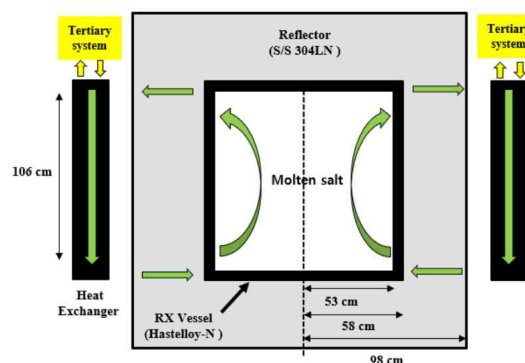 Tertiary
system
Reflector
(S/S 304LN )
Tertiary
system
106 cm
Molten salt
Heat
Exchanger
RX Vessel
(Hastelloy-N )
53 cm
58 cm
98 cm